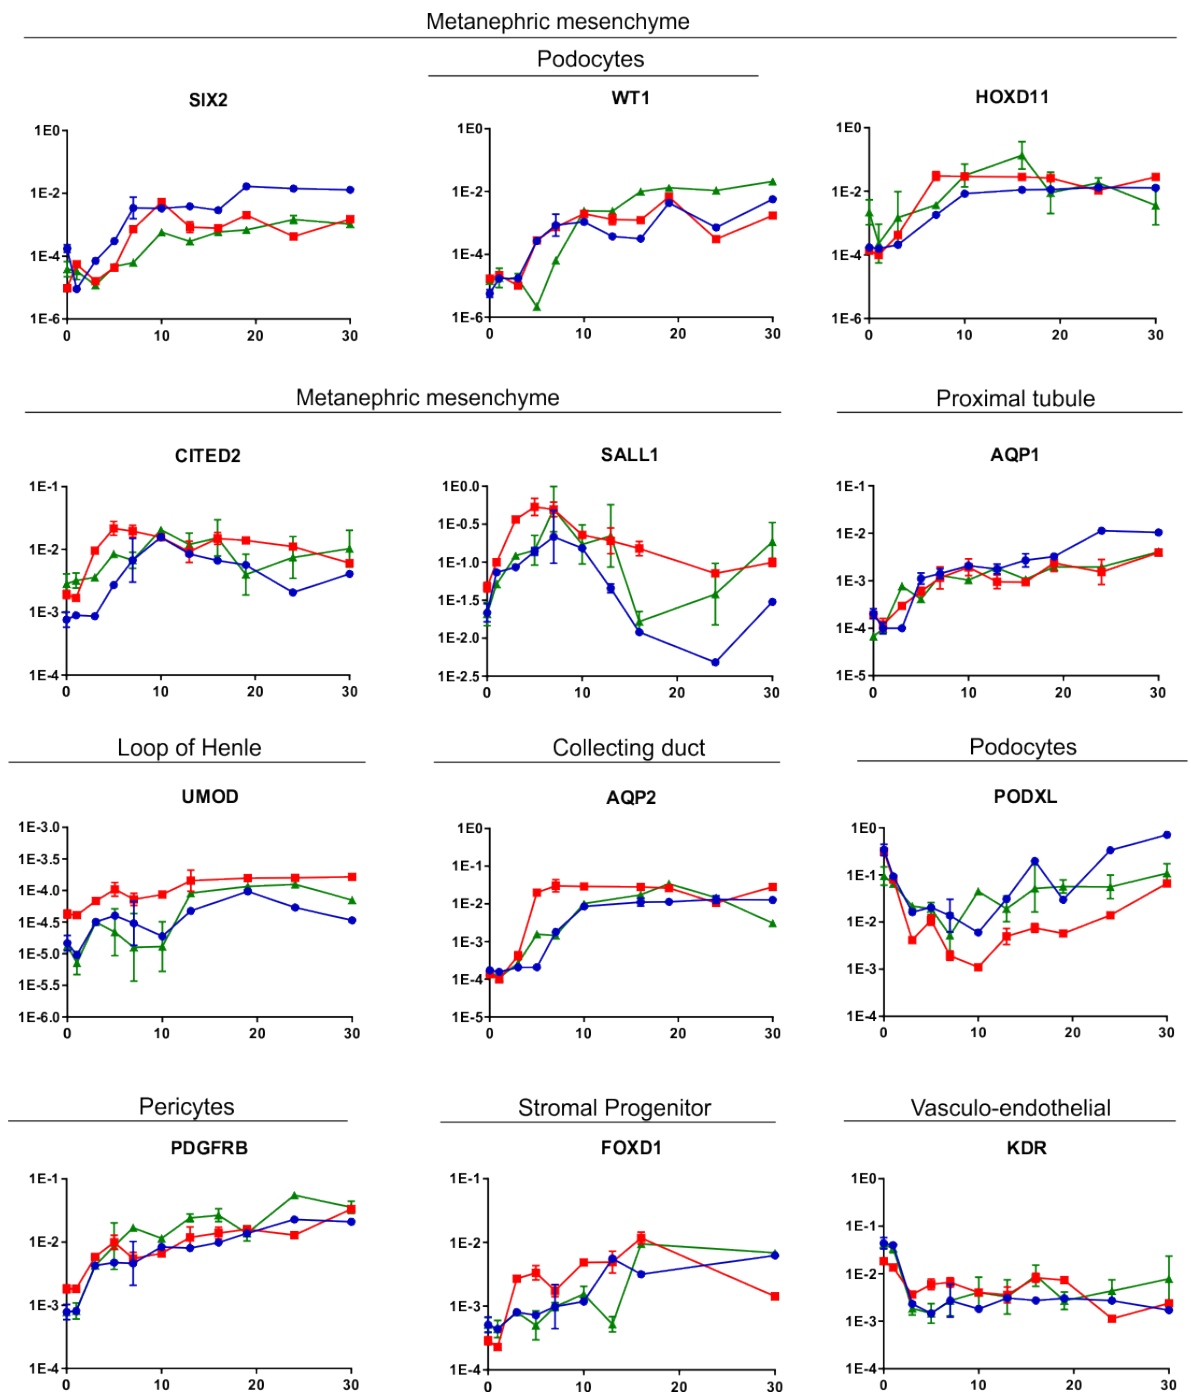 Metanephric mesenchyme
Podocytes
SIX2
WT1
HOXD11
1E0
1E-2
1E-4
1E-6
0 10 20 30
1E0
1E-2
1E-4
1E-6
0 10 20 30
1E0
1E-2
1E-4
1E-6
0 10 20 30
Metanephric mesenchyme
Proximal tubule
CITED2
SALL1
AQP1
1E-1
1E-2
1E-3
1E-4
0 10 20 30
1E0.0
1E-0.5
1E-1.0
1E-1.5
1E-2.0
1E-2.5
0 10 20 30
1E-1
1E-2
1E-3
1E-4
1E-5
0 10 20 30
Loop of Henle
Collecting duct
Podocytes
UMOD
AQP2
PODXL
1E-3.0
1E-3.5
1E-4.0
1E-4.5
1E-5.0
1E-5.5
1E-6.0
0 10 20 30
1E0
1E-1
1E-2
1E-3
1E-4
1E-5
0 10 20 30
1E0
1E-1
1E-2
1E-3
1E-4
0 10 20 30
Pericytes
Stromal Progenitor
Vasculo-endothelial
PDGFRB
FOXD1
KDR
1E-1
1E-2
1E-3
1E-4
0 10 20 30
1E-1
1E-2
1E-3
1E-4
0 10 20 30
1E0
1E-1
1E-2
1E-3
1E-4
0 10 20 30